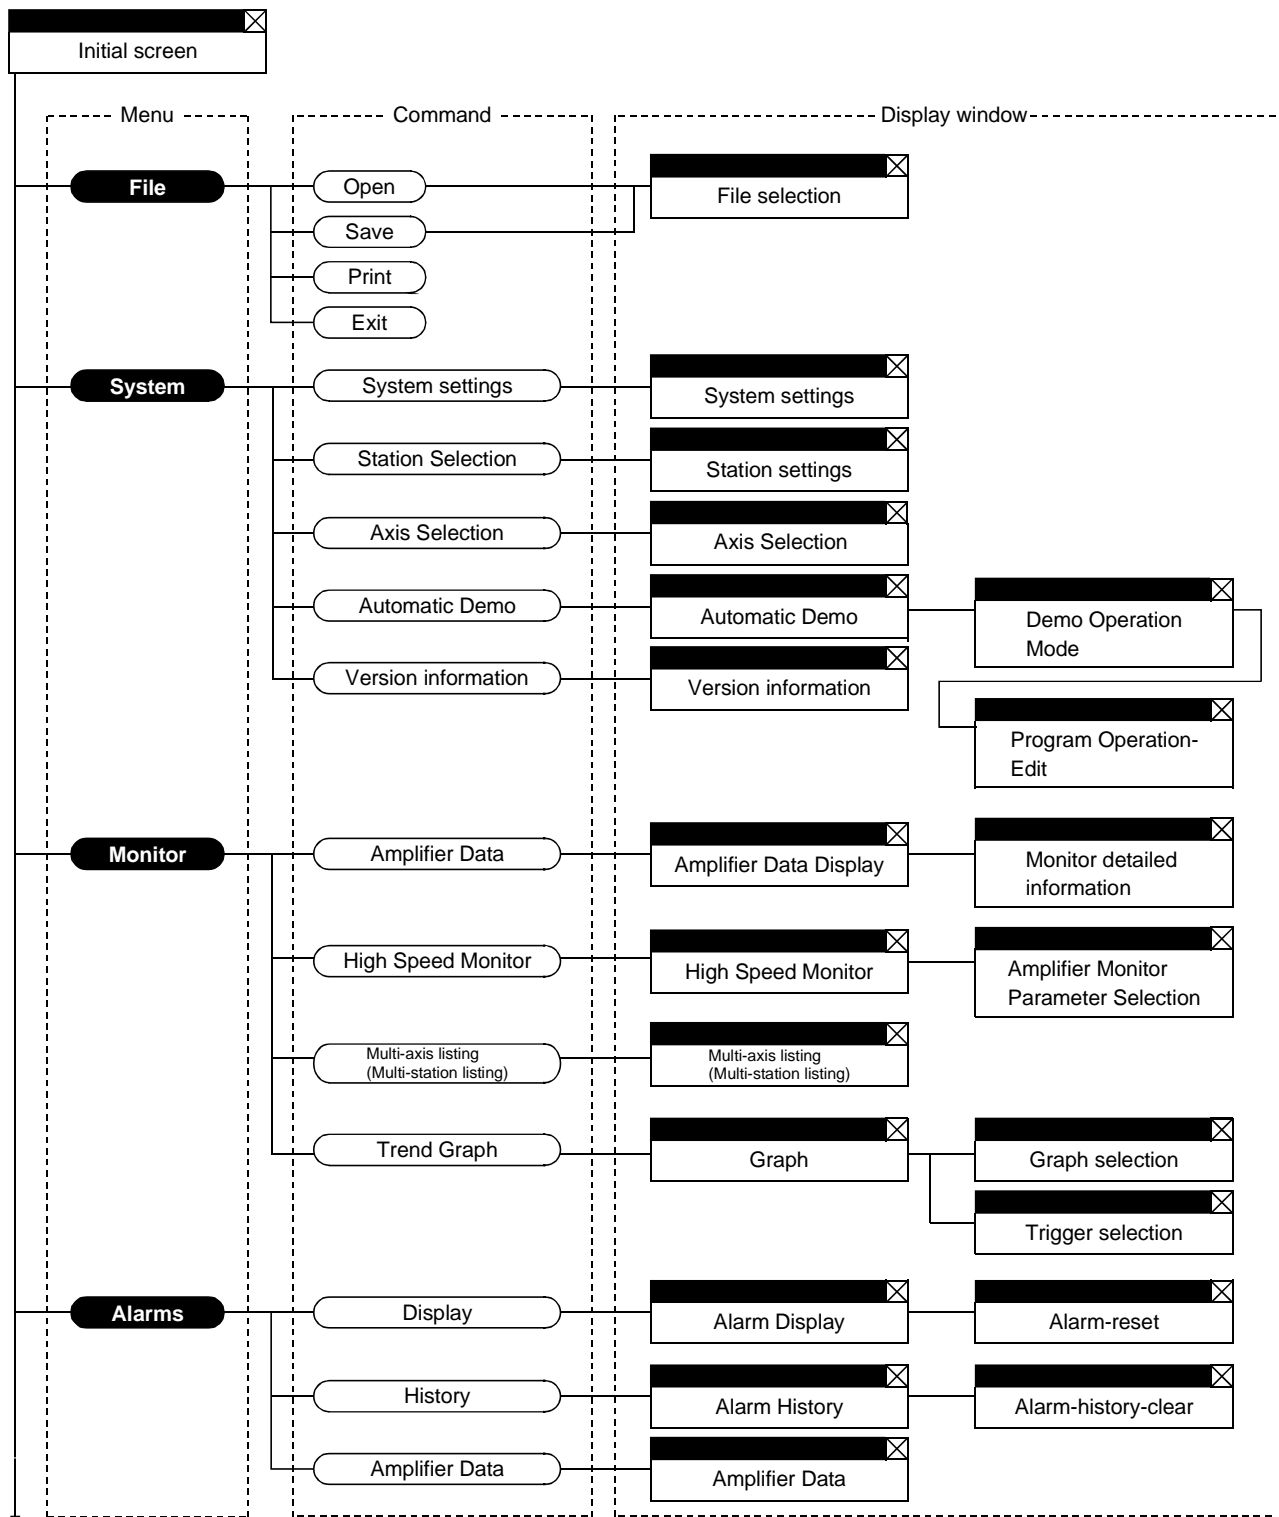 Initial screen
Menu
Command
Display window
File
Open
File selection
Save
Print
Exit
System
System settings
System settings
Station Selection
Station settings
Axis Selection
Axis Selection
Automatic Demo
Automatic Demo
Demo Operation
Mode
Version information
Version information
Program Operation-
Edit
Monitor
Amplifier Data
Amplifier Data Display
Monitor detailed
information
High Speed Monitor
High Speed Monitor
Amplifier Monitor
Parameter Selection
Multi-axis listing
(Multi-station listing)
Multi-axis listing
(Multi-station listing)
Trend Graph
Graph
Graph selection
Trigger selection
Alarms
Display
Alarm Display
Alarm-reset
History
Alarm History
Alarm-history-clear
Amplifier Data
Amplifier Data